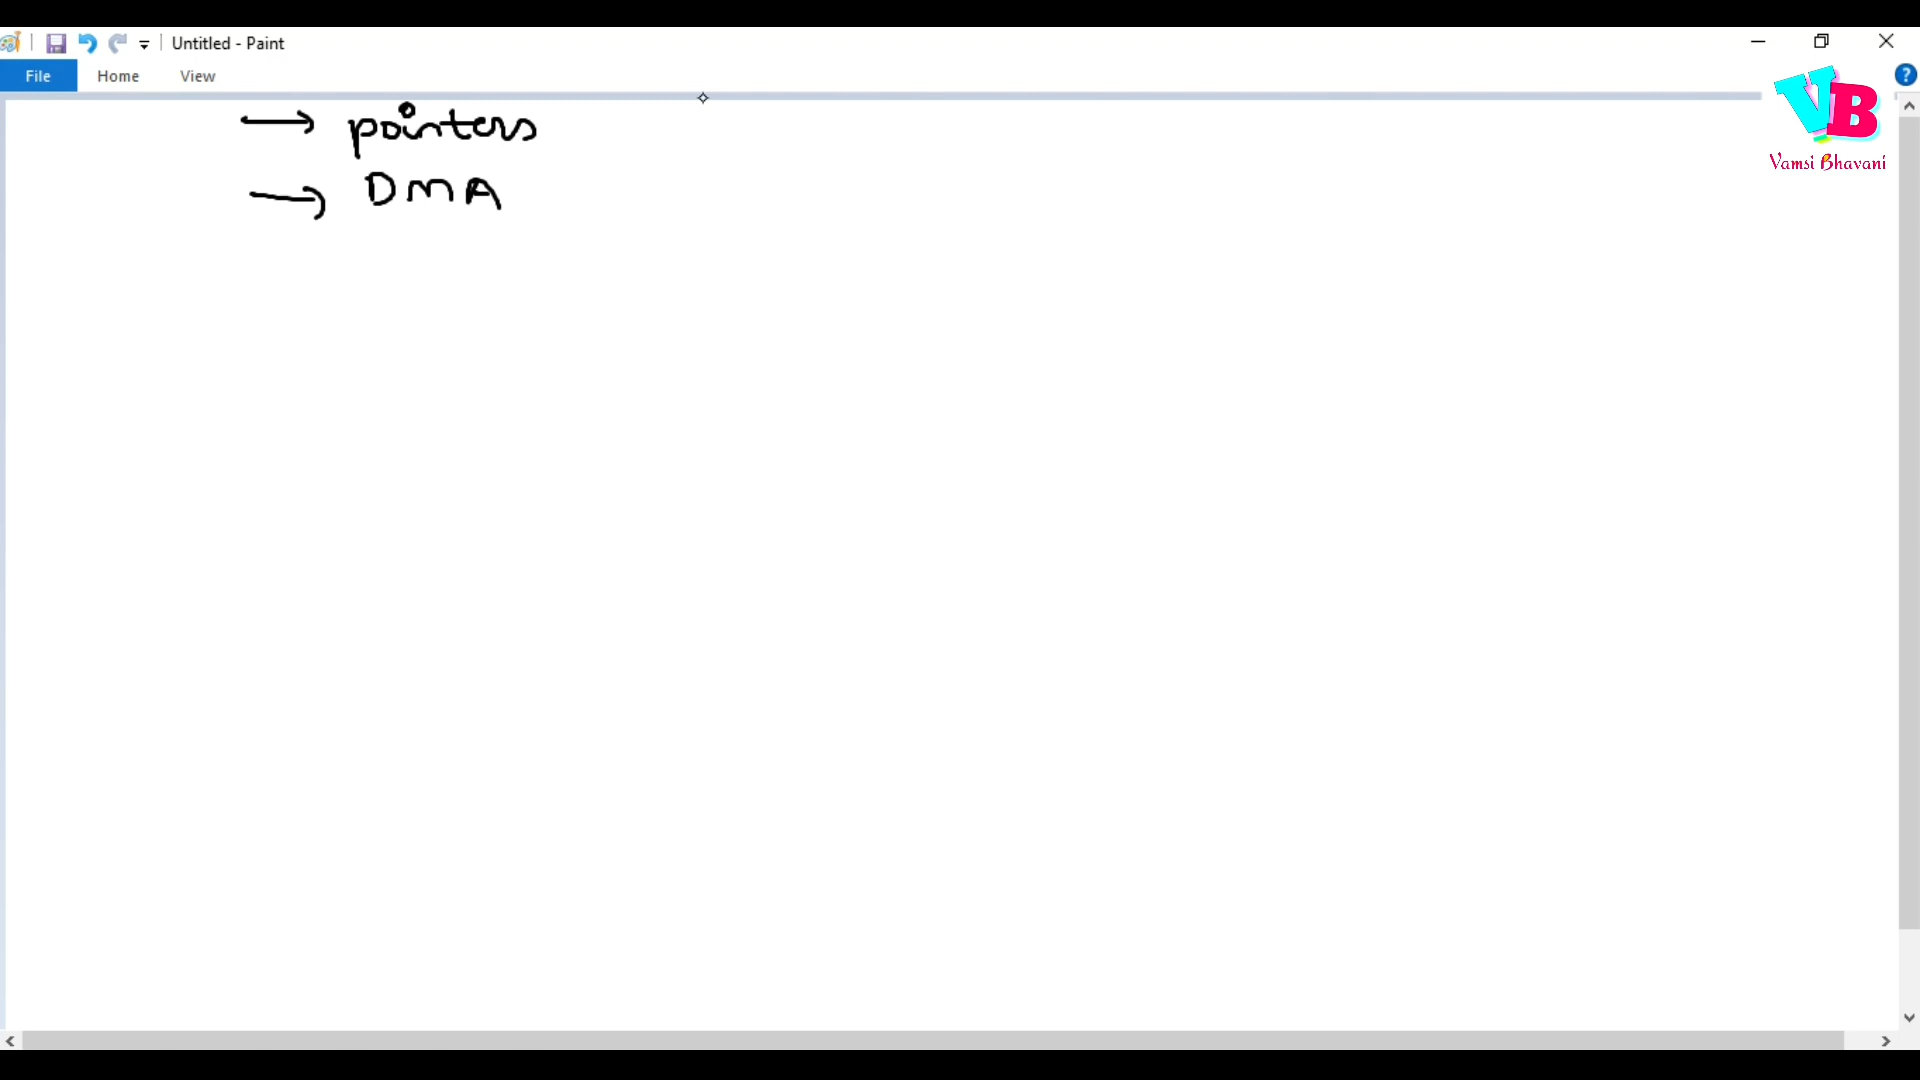 Untitled - Paint
File Home View
VB
Vamsi Bhavani
→ pointers
→ DMA